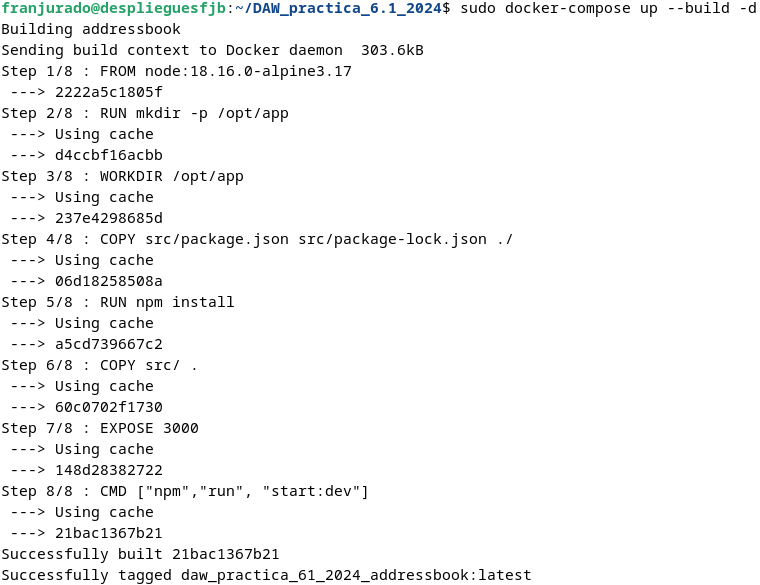 franjurado@desplieguesfjb:~/DAW_practica_6.1_2024$ sudo docker-compose up --build -d
Building addressbook
Sending build context to Docker daemon  303.6kB
Step 1/8 : FROM node:18.16.0-alpine3.17
 ---> 2222a5c1805f
Step 2/8 : RUN mkdir -p /opt/app
 ---> Using cache
 ---> d4ccbf16acbb
Step 3/8 : WORKDIR /opt/app
 ---> Using cache
 ---> 237e4298685d
Step 4/8 : COPY src/package.json src/package-lock.json ./
 ---> Using cache
 ---> 06d18258508a
Step 5/8 : RUN npm install
 ---> Using cache
 ---> a5cd739667c2
Step 6/8 : COPY src/ .
 ---> Using cache
 ---> 60c0702f1730
Step 7/8 : EXPOSE 3000
 ---> Using cache
 ---> 148d28382722
Step 8/8 : CMD ["npm","run", "start:dev"]
 ---> Using cache
 ---> 21bac1367b21
Successfully built 21bac1367b21
Successfully tagged daw_practica_61_2024_addressbook:latest